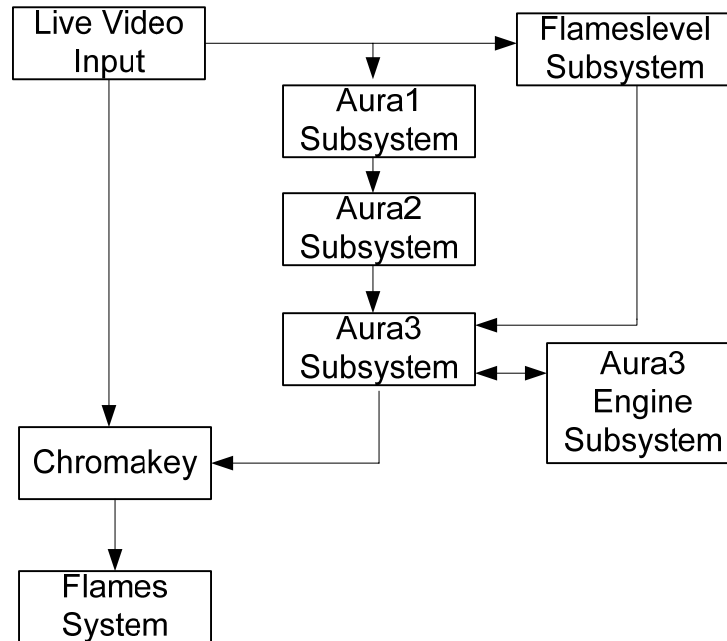 Live Video
Input
Flameslevel
Subsystem
Aura1
Subsystem
Aura2
Subsystem
Aura3
Subsystem
Aura3
Engine
Subsystem
Chromakey
Flames
System